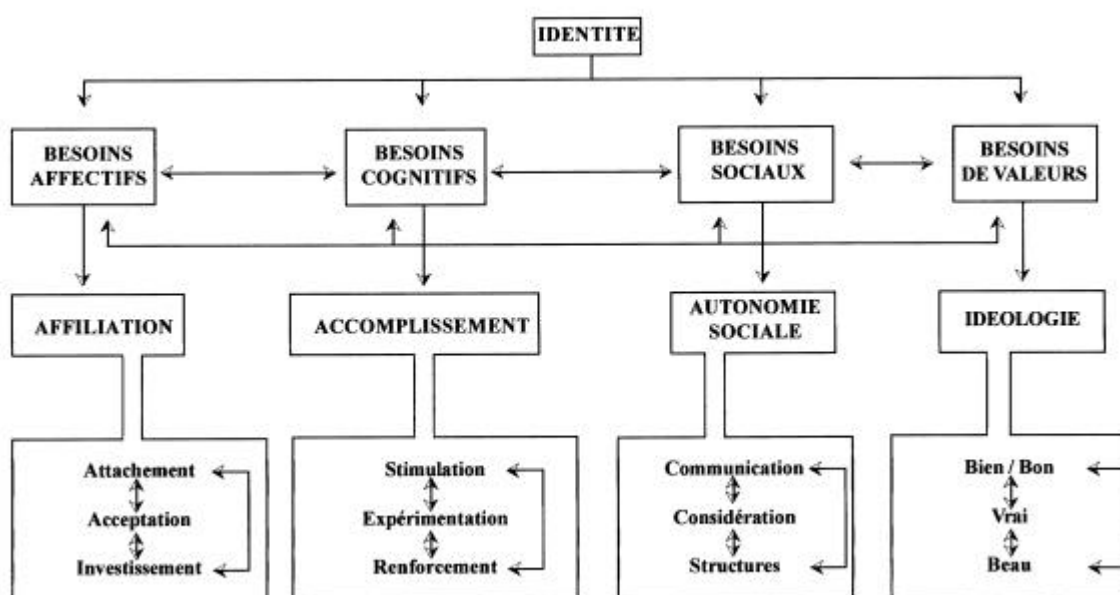 IDENTITE
BESOINS
AFFECTIFS
BESOINS
COGNITIFS
BESOINS
SOCIAUX
BESOINS
DE VALEURS
AFFILIATION
ACCOMPLISSEMENT
AUTONOMIE
SOCIALE
IDEOLOGIE
Attachement
Acceptation
Investissement
Stimulation
Expérimentation
Renforcement
Communication
Considération
Structures
Bien / Bon
Vrai
Beau